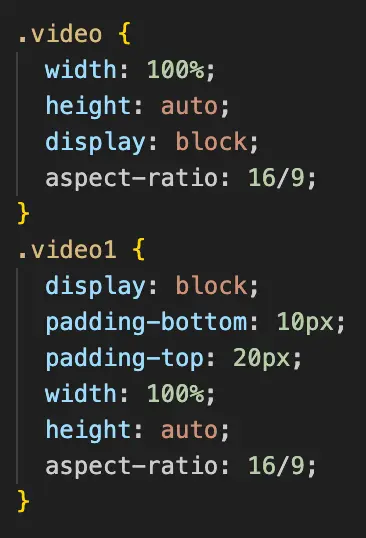 .video {
  width: 100%;
  height: auto;
  display: block;
  aspect-ratio: 16/9;
}
.video1 {
  display: block;
  padding-bottom: 10px;
  padding-top: 20px;
  width: 100%;
  height: auto;
  aspect-ratio: 16/9;
}